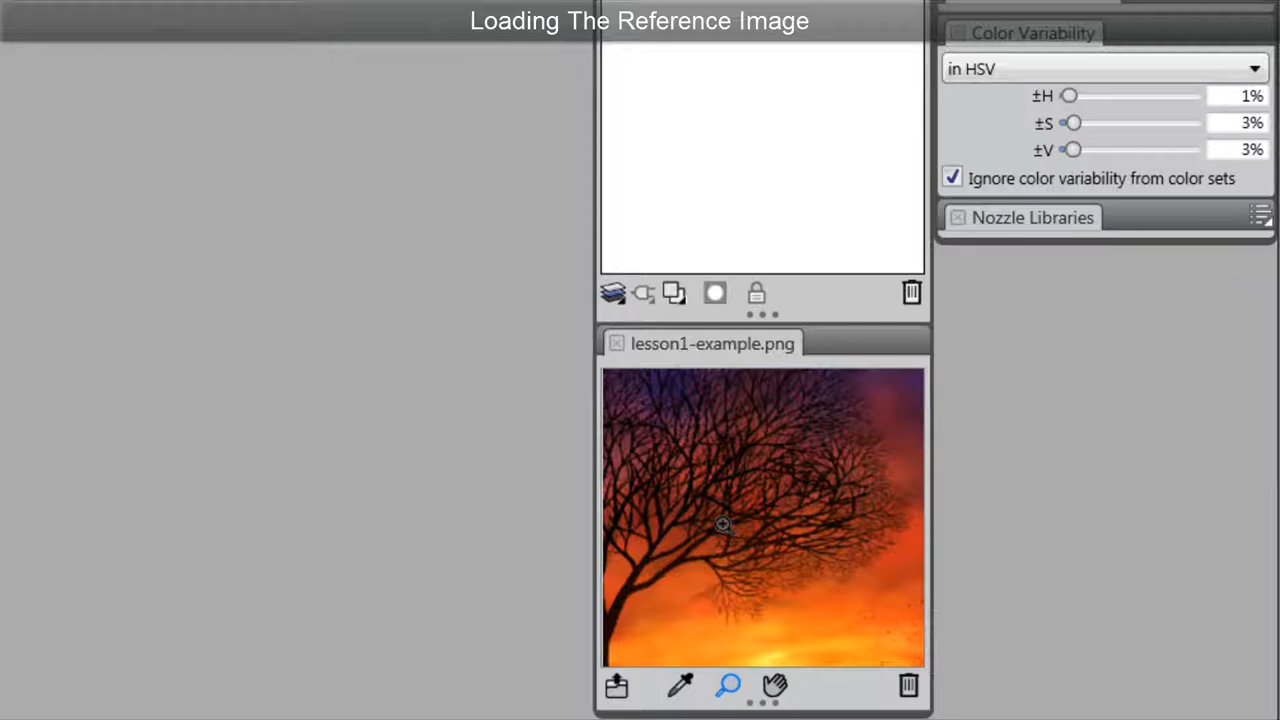 Loading The Reference Image
Color Variability
in HSV
±H 1%
±S 3%
±V 3%
Ignore color variability from color sets
Nozzle Libraries
lesson1-example.png